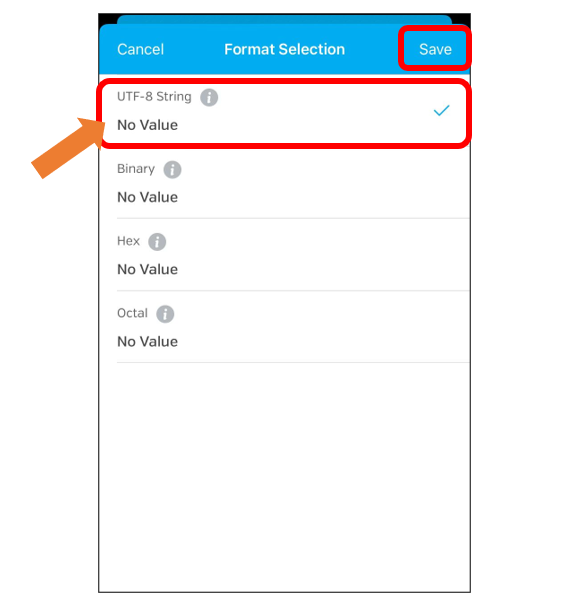 Cancel Format Selection Save
UTF-8 String i
No Value
Binary i
No Value
Hex i
No Value
Octal i
No Value